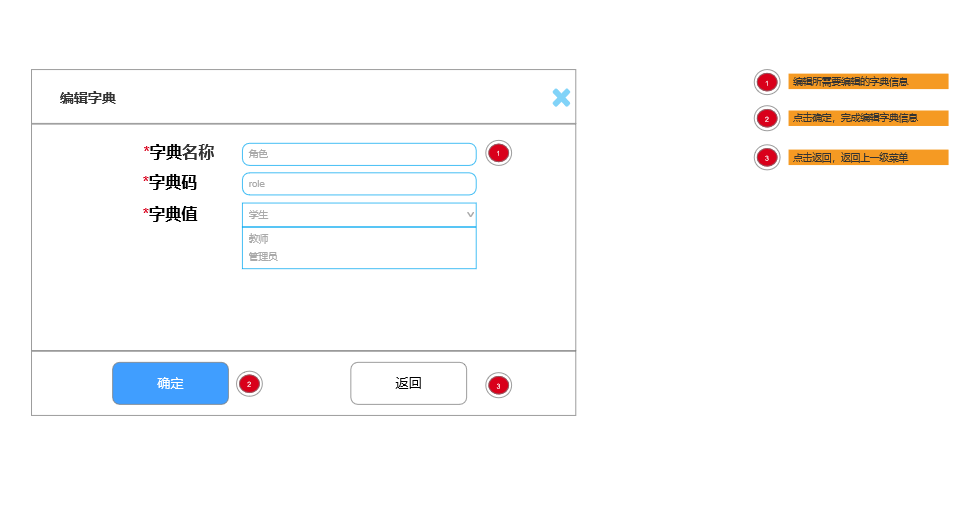 编辑字典
*字典名称
角色
1
*字典码
role
*字典值
学生
教师
管理员
确定
2
返回
3
1
编辑所需要编辑的字典信息
2
点击确定，完成编辑字典信息
3
点击返回，返回上一级菜单